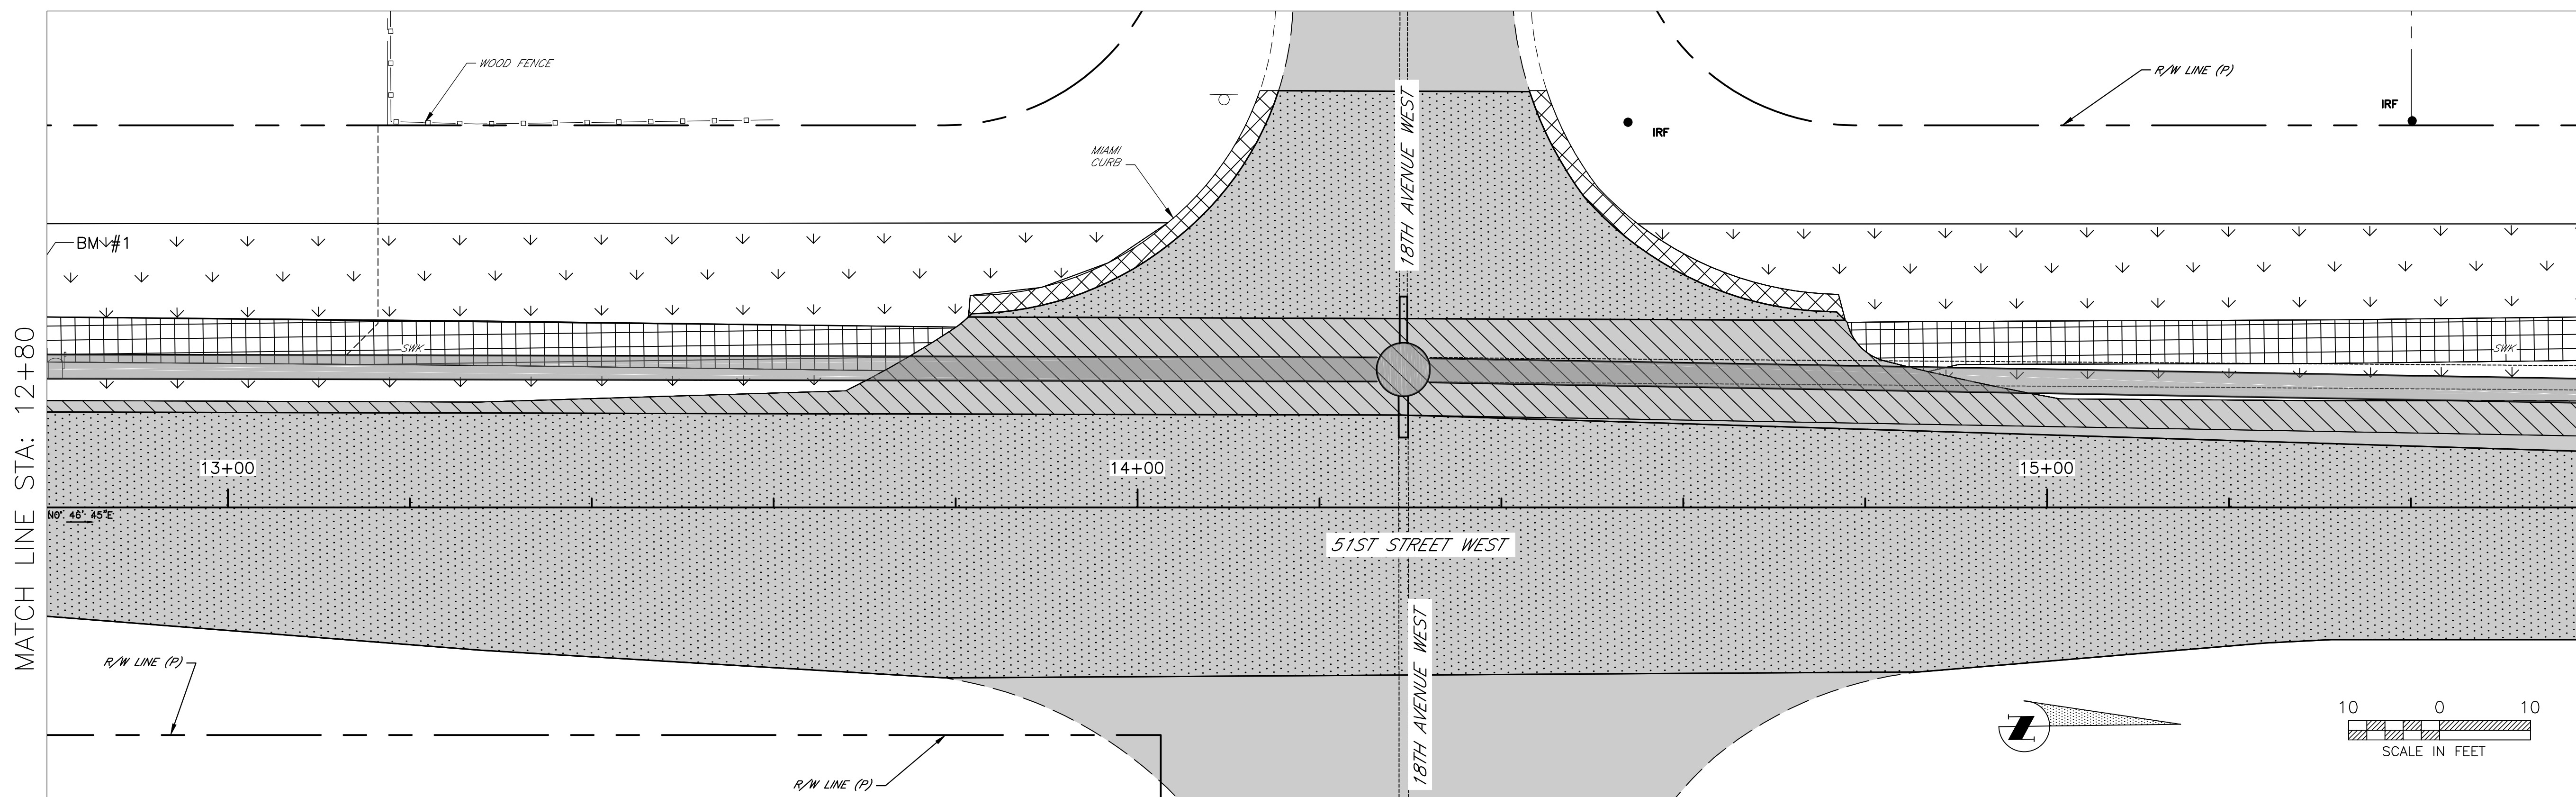 WOOD FENCE
R/W LINE (P)
IRF
IRF
18TH AVENUE WEST
MIAMI
CURB
BM #1
SWK
SWK
MATCH LINE STA: 12+80
13+00
14+00
15+00
N0° 46' 45"E
51ST STREET WEST
18TH AVENUE WEST
R/W LINE (P)
R/W LINE (P)
10 0 10
SCALE IN FEET